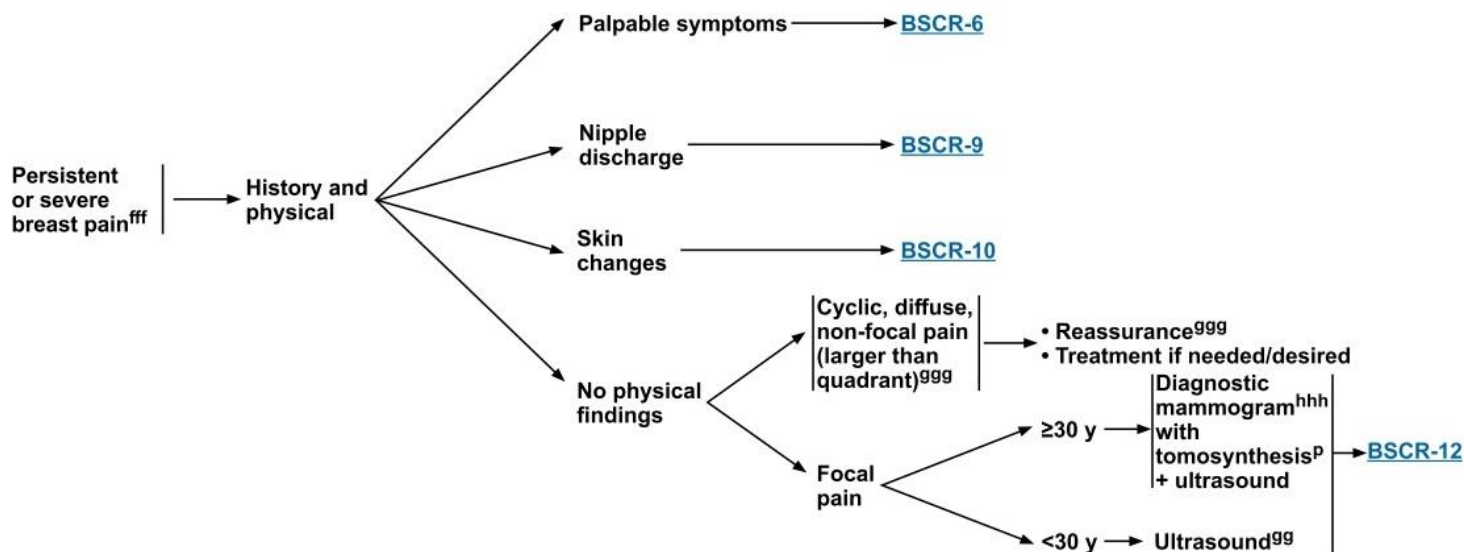 Persistent
or severe
breast painfff
History and
physical
Palpable symptoms
BSCR-6
Nipple
discharge
BSCR-9
Skin
changes
BSCR-10
No physical
findings
Cyclic, diffuse,
non-focal pain
(larger than
quadrant)ggg
• Reassuranceggg
• Treatment if needed/desired
Focal
pain
≥30 y
Diagnostic
mammogramhhh
with
tomosynthesisp
+ ultrasound
BSCR-12
<30 y
Ultrasoundgg